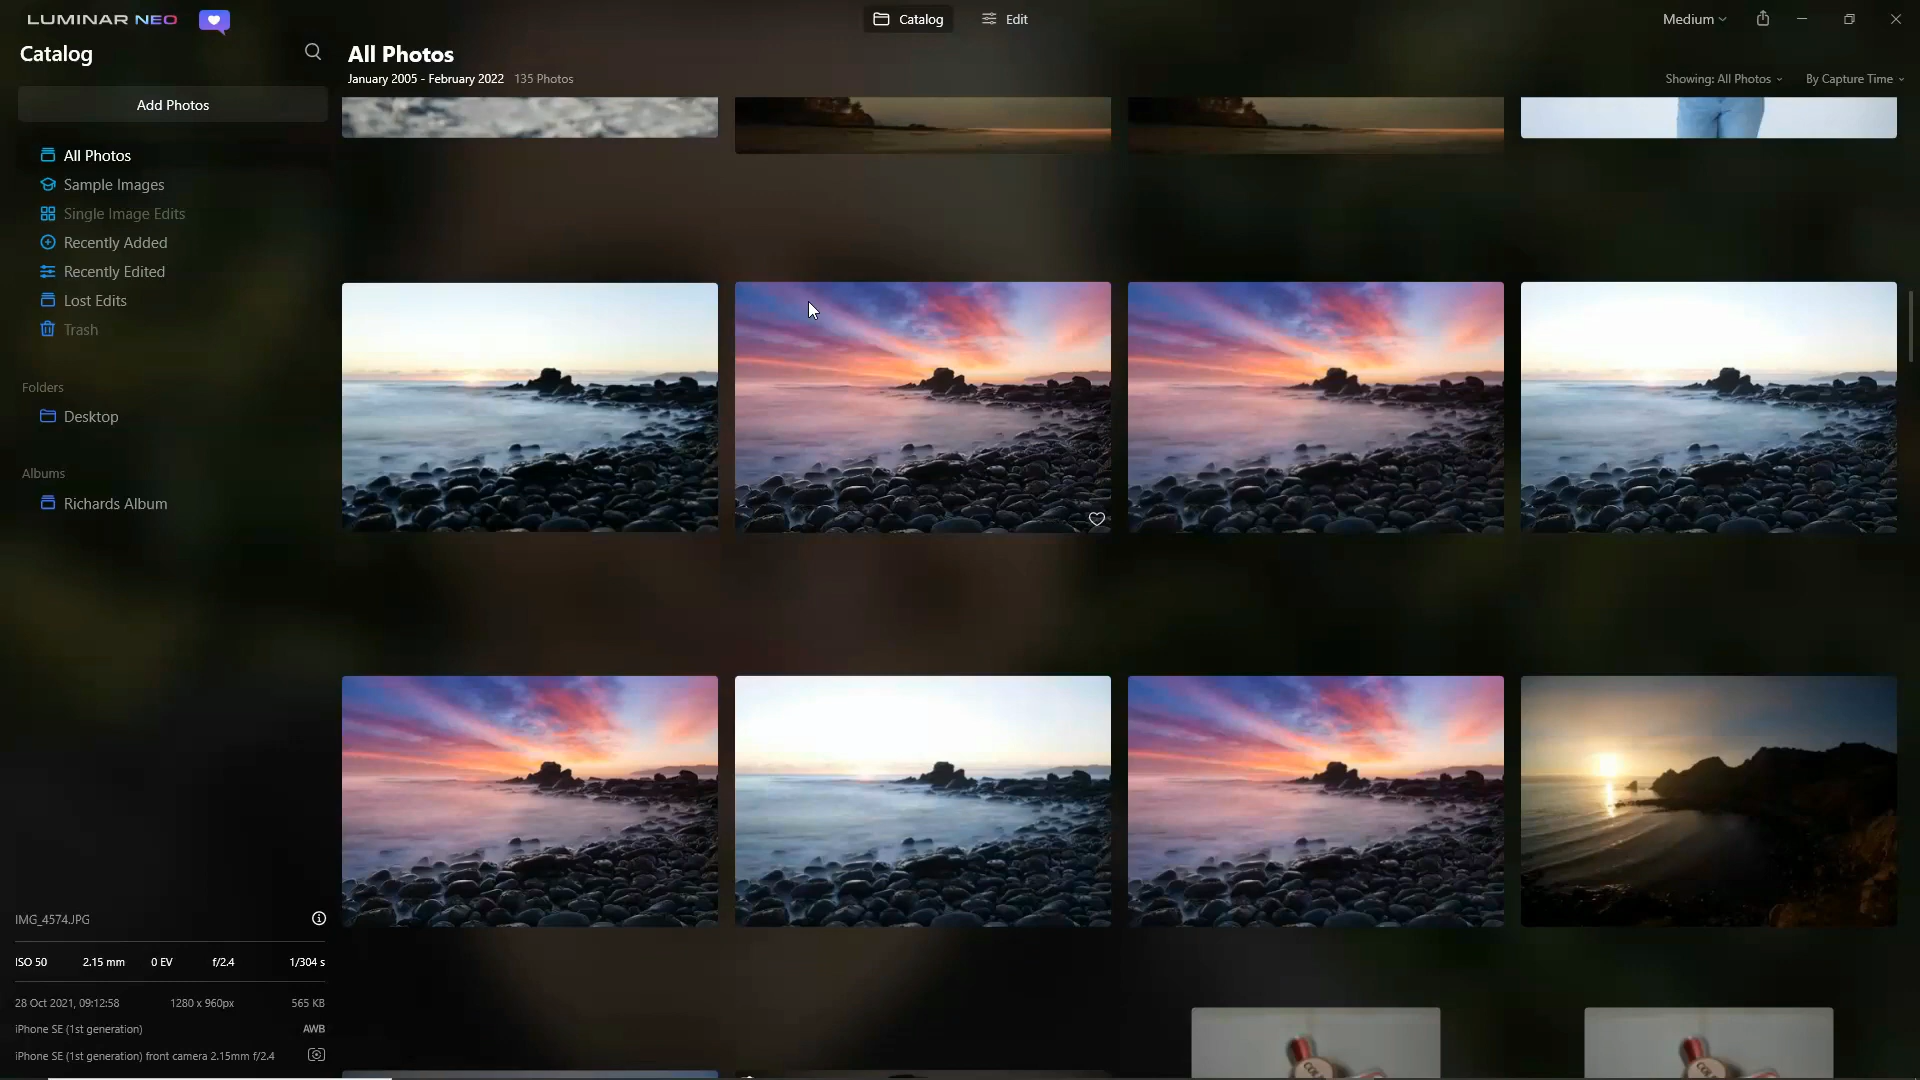 LUMINAR NEO
Catalog
Edit
Medium
Catalog
All Photos
January 2005 - February 2022 135 Photos
Showing: All Photos
By Capture Time
Add Photos
All Photos
Sample Images
Single Image Edits
Recently Added
Recently Edited
Lost Edits
Trash
Folders
Desktop
Albums
Richards Album
IMG_4574.JPG
ISO 50 2.15 mm 0 EV f/2.4 1/304 s
28 Oct 2021, 09:12:58 1280 x 960px 565 KB
iPhone SE (1st generation) AWB
iPhone SE (1st generation) front camera 2.15mm f/2.4